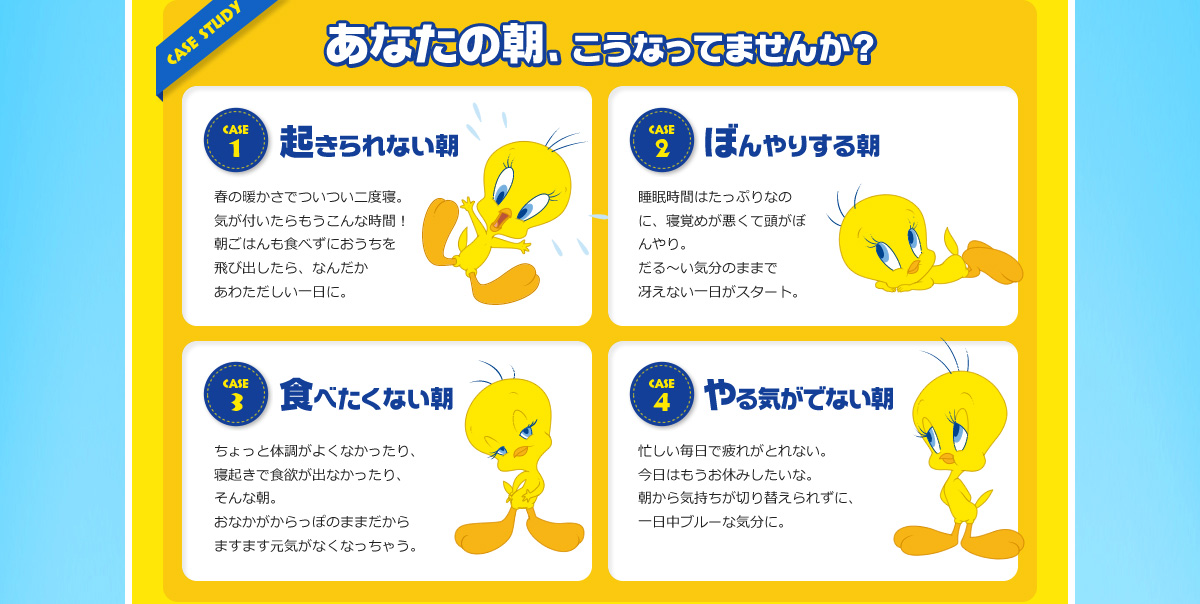 CASE STUDY
あなたの朝、こうなってませんか？
CASE
1
起きられない朝
春の暖かさでついつい二度寝。
気が付いたらもうこんな時間！
朝ごはんも食べずにおうちを
飛び出したら、なんだか
あわただしい一日に。
CASE
2
ぼんやりする朝
睡眠時間はたっぷりなの
に、寝覚めが悪くて頭がぼ
んやり。
だる〜い気分のままで
冴えない一日がスタート。
CASE
3
食べたくない朝
ちょっと体調がよくなかったり、
寝起きで食欲が出なかったり、
そんな朝。
おなかがからっぽのままだから
ますます元気がなくなっちゃう。
CASE
4
やる気がでない朝
忙しい毎日で疲れがとれない。
今日はもうお休みしたいな。
朝から気持ちが切り替えられずに、
一日中ブルーな気分に。